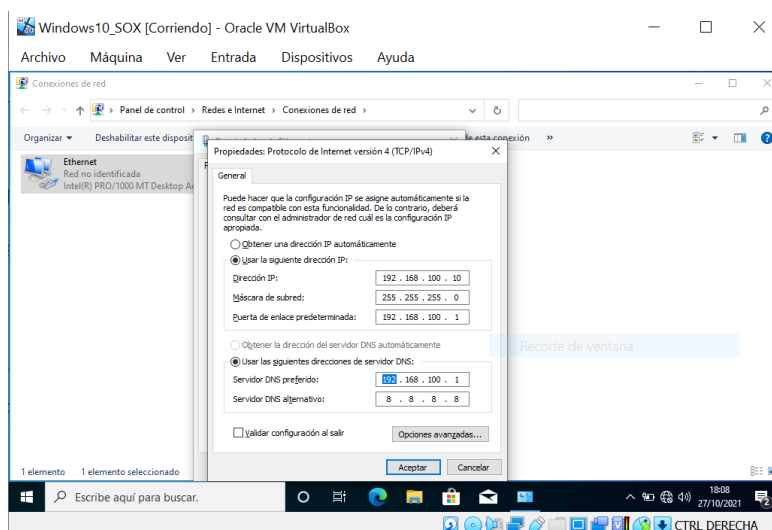 Windows10_SOX [Corriendo] - Oracle VM VirtualBox
Archivo Máquina Ver Entrada Dispositivos Ayuda
Conexiones de red
Panel de control > Redes e Internet > Conexiones de red >
Organizar Deshabilitar este disposit de esta conexión »
Ethernet
Red no identificada
Intel(R) PRO/1000 MT Desktop Ad
Propiedades: Protocolo de Internet versión 4 (TCP/IPv4)
General
Puede hacer que la configuración IP se asigne automáticamente si la
red es compatible con esta funcionalidad. De lo contrario, deberá
consultar con el administrador de red cuál es la configuración IP
apropiada.
Obtener una dirección IP automáticamente
Usar la siguiente dirección IP:
Dirección IP: 192 . 168 . 100 . 10
Máscara de subred: 255 . 255 . 255 . 0
Puerta de enlace predeterminada: 192 . 168 . 100 . 1
Obtener la dirección del servidor DNS automáticamente
Usar las siguientes direcciones de servidor DNS:
Servidor DNS preferido: 192 . 168 . 100 . 1
Servidor DNS alternativo: 8 . 8 . 8 . 8
Validar configuración al salir
Opciones avanzadas...
Aceptar Cancelar
Recorte de ventana
1 elemento 1 elemento seleccionado
Escribe aquí para buscar.
18:08
27/10/2021
2
CTRL DERECHA